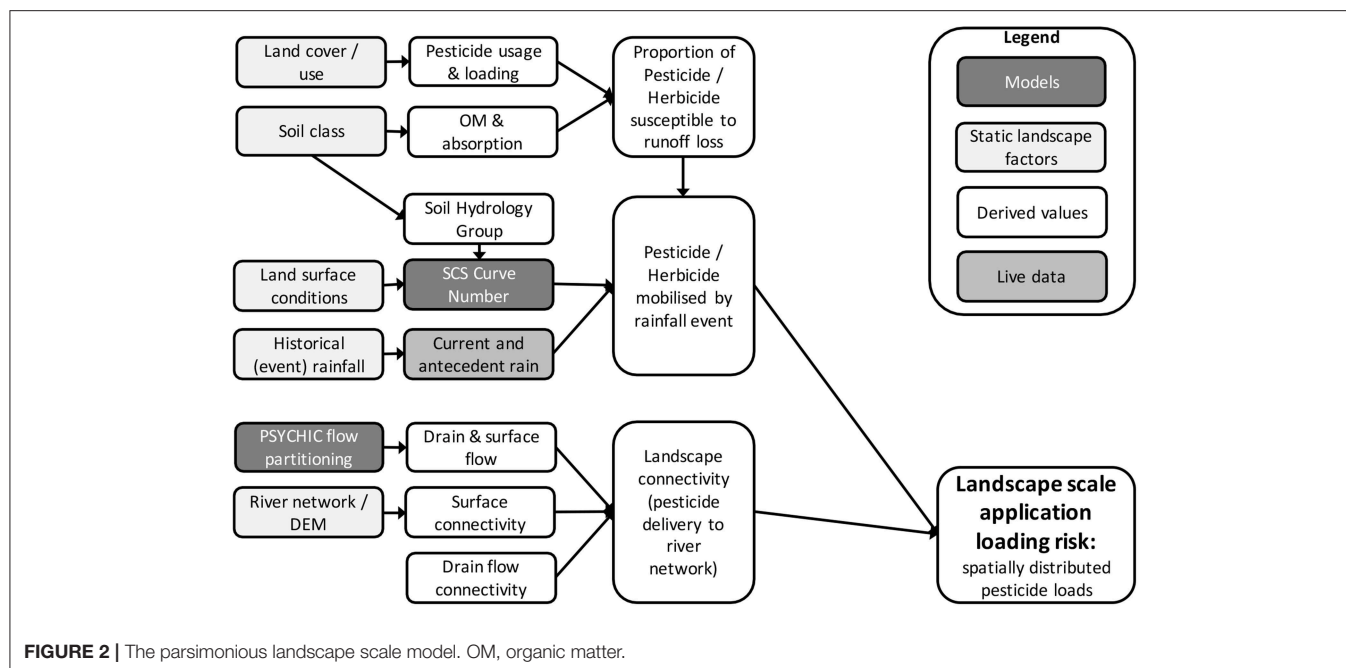 Land cover /
use
Pesticide usage
& loading
Proportion of
Pesticide /
Herbicide
susceptible to
runoff loss
Soil class
OM &
absorption
Soil Hydrology
Group
Land surface
conditions
SCS Curve
Number
Pesticide /
Herbicide
mobilised by
rainfall event
Historical
(event) rainfall
Current and
antecedent rain
PSYCHIC flow
partitioning
Drain & surface
flow
River network /
DEM
Surface
connectivity
Drain flow
connectivity
Landscape
connectivity
(pesticide
delivery to
river
network)
Landscape scale
application
loading risk:
spatially distributed
pesticide loads
Legend
Models
Static landscape
factors
Derived values
Live data
FIGURE 2 | The parsimonious landscape scale model. OM, organic matter.